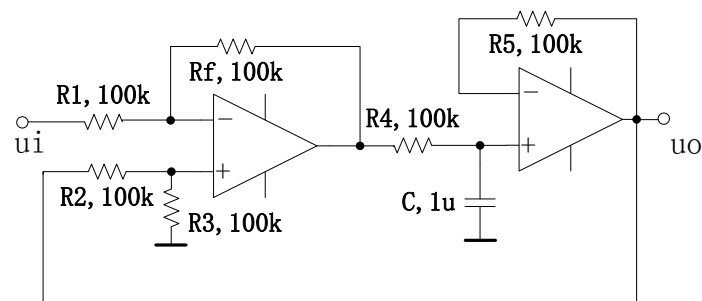 R5, 100k
Rf, 100k
R1, 100k
R4, 100k
ui
−
+
−
+
uo
R2, 100k
R3, 100k
C, 1u